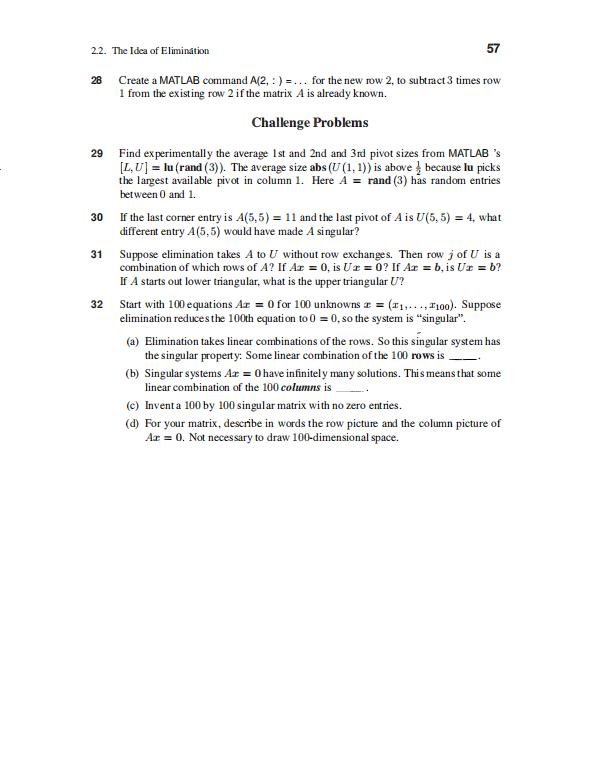 2.2. The Idea of Elimination 57
28 Create a MATLAB command A(2, : ) = ... for the new row 2, to subtract 3 times row
1 from the existing row 2 if the matrix A is already known.
Challenge Problems
29 Find experimentally the average 1st and 2nd and 3rd pivot sizes from MATLAB 's
[L, U] = lu (rand (3)). The average size abs (U (1, 1)) is above 1/2 because lu picks
the largest available pivot in column 1. Here A = rand (3) has random entries
between 0 and 1.
30 If the last corner entry is A(5, 5) = 11 and the last pivot of A is U(5, 5) = 4, what
different entry A(5, 5) would have made A singular?
31 Suppose elimination takes A to U without row exchanges. Then row j of U is a
combination of which rows of A? If Ax = 0, is Ux = 0? If Ax = b, is Ux = b?
If A starts out lower triangular, what is the upper triangular U?
32 Start with 100 equations Ax = 0 for 100 unknowns x = (x1, . . . , x100). Suppose
elimination reduces the 100th equation to 0 = 0, so the system is "singular".
(a) Elimination takes linear combinations of the rows. So this singular system has
the singular property: Some linear combination of the 100 rows is ____.
(b) Singular systems Ax = 0 have infinitely many solutions. This means that some
linear combination of the 100 columns is ____.
(c) Invent a 100 by 100 singular matrix with no zero entries.
(d) For your matrix, describe in words the row picture and the column picture of
Ax = 0. Not necessary to draw 100-dimensional space.